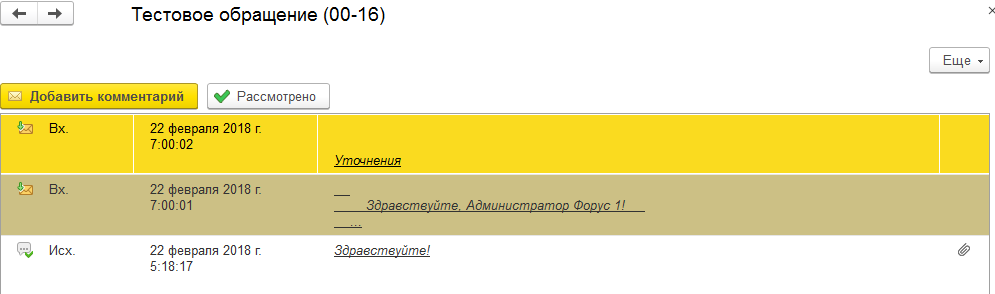 Тестовое обращение (00-16)
Еще
Добавить комментарий Рассмотрено
Вх. 22 февраля 2018 г.
7:00:02
Уточнения
Вх. 22 февраля 2018 г.
7:00:01
Здравствуйте, Администратор Форус 1!
...
Исх. 22 февраля 2018 г. Здравствуйте!
5:18:17